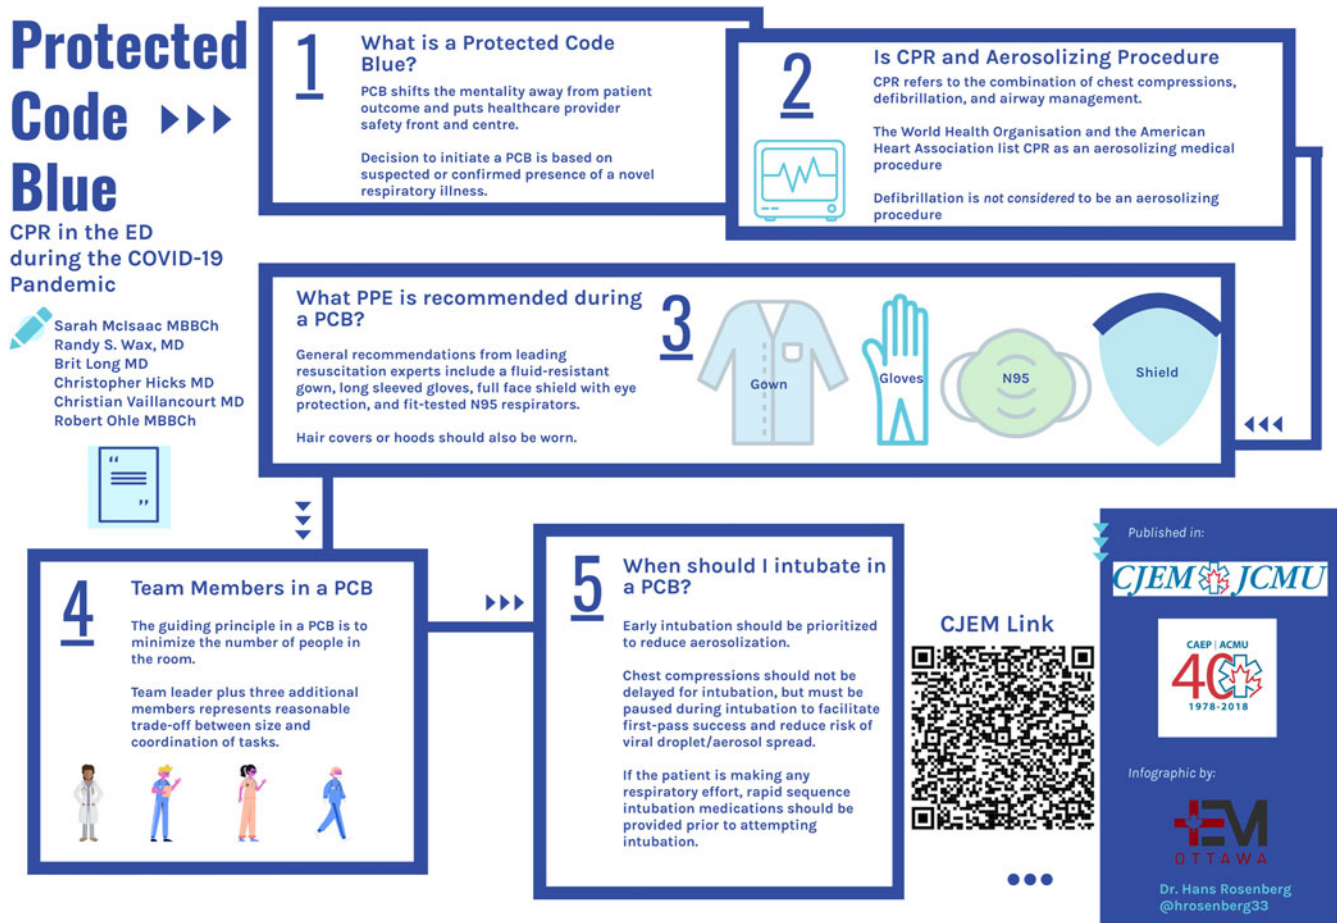 Protected
Code
Blue
CPR in the ED
during the COVID-19
Pandemic
Sarah McIsaac MBBCh
Randy S. Wax, MD
Brit Long MD
Christopher Hicks MD
Christian Vaillancourt MD
Robert Ohle MBBCh
1
What is a Protected Code
Blue?
PCB shifts the mentality away from patient
outcome and puts healthcare provider
safety front and centre.
Decision to initiate a PCB is based on
suspected or confirmed presence of a novel
respiratory illness.
2
Is CPR and Aerosolizing Procedure
CPR refers to the combination of chest compressions,
defibrillation, and airway management.
The World Health Organisation and the American
Heart Association list CPR as an aerosolizing medical
procedure
Defibrillation is not considered to be an aerosolizing
procedure
What PPE is recommended during
a PCB?
General recommendations from leading
resuscitation experts include a fluid-resistant
gown, long sleeved gloves, full face shield with eye
protection, and fit-tested N95 respirators.
Hair covers or hoods should also be worn.
3
Gown
Gloves
N95
Shield
4
Team Members in a PCB
The guiding principle in a PCB is to
minimize the number of people in
the room.
Team leader plus three additional
members represents reasonable
trade-off between size and
coordination of tasks.
5
When should I intubate in
a PCB?
Early intubation should be prioritized
to reduce aerosolization.
Chest compressions should not be
delayed for intubation, but must be
paused during intubation to facilitate
first-pass success and reduce risk of
viral droplet/aerosol spread.
If the patient is making any
respiratory effort, rapid sequence
intubation medications should be
provided prior to attempting
intubation.
CJEM Link
Published in:
CJEM JCMU
CAEP | ACMU
40
1978-2018
Infographic by:
EM
OTTAWA
Dr. Hans Rosenberg
@hrosenberg33